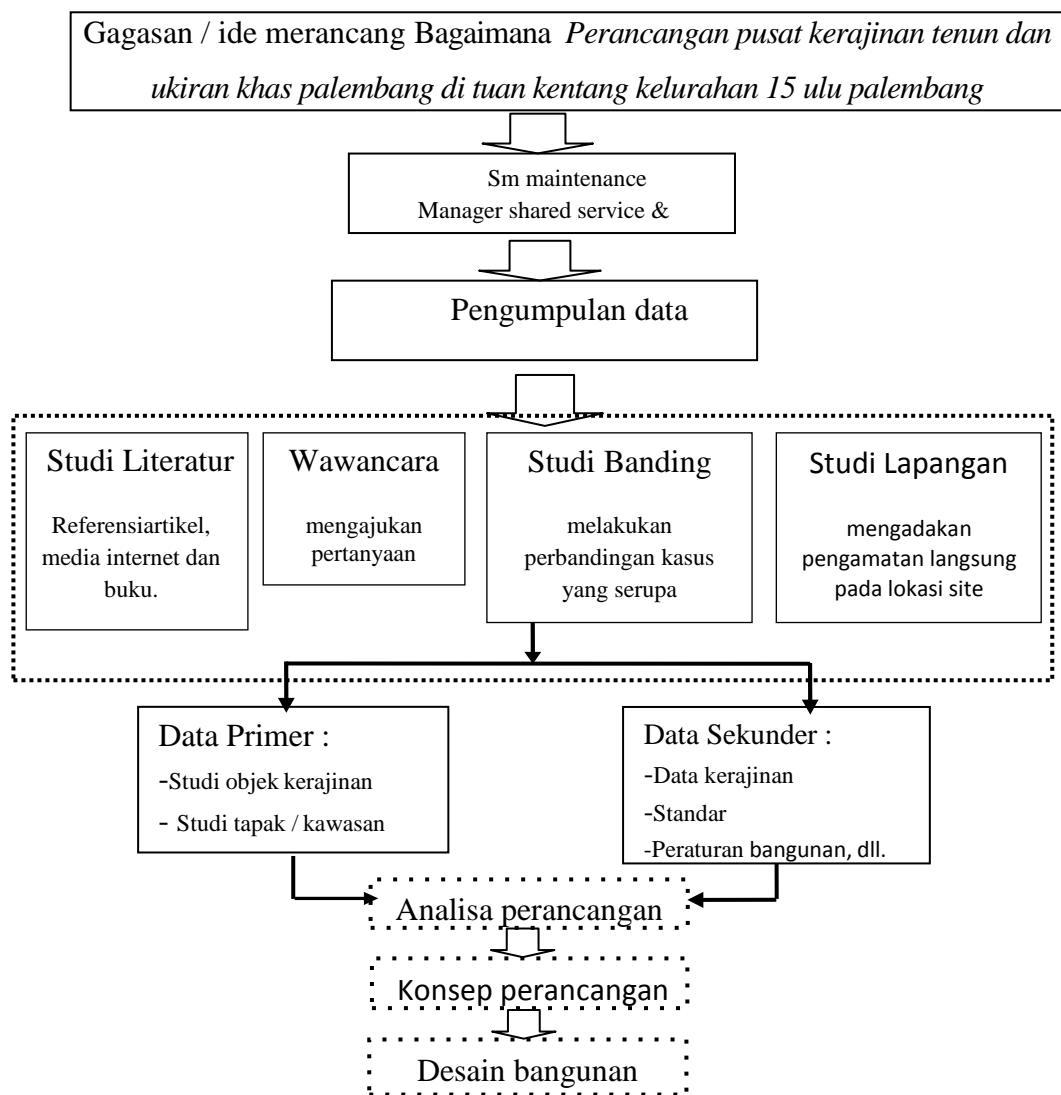 Gagasan / ide merancang Bagaimana Perancangan pusat kerajinan tenun dan
ukiran khas palembang di tuan kentang kelurahan 15 ulu palembang
Sm maintenance
Manager shared service &
Pengumpulan data
Studi Literatur
Referensiartikel,
media internet dan
buku.
Wawancara
mengajukan
pertanyaan
Studi Banding
melakukan
perbandingan kasus
yang serupa
Studi Lapangan
mengadakan
pengamatan langsung
pada lokasi site
Data Primer :
-Studi objek kerajinan
- Studi tapak / kawasan
Data Sekunder :
-Data kerajinan
-Standar
-Peraturan bangunan, dll.
Analisa perancangan
Konsep perancangan
Desain bangunan